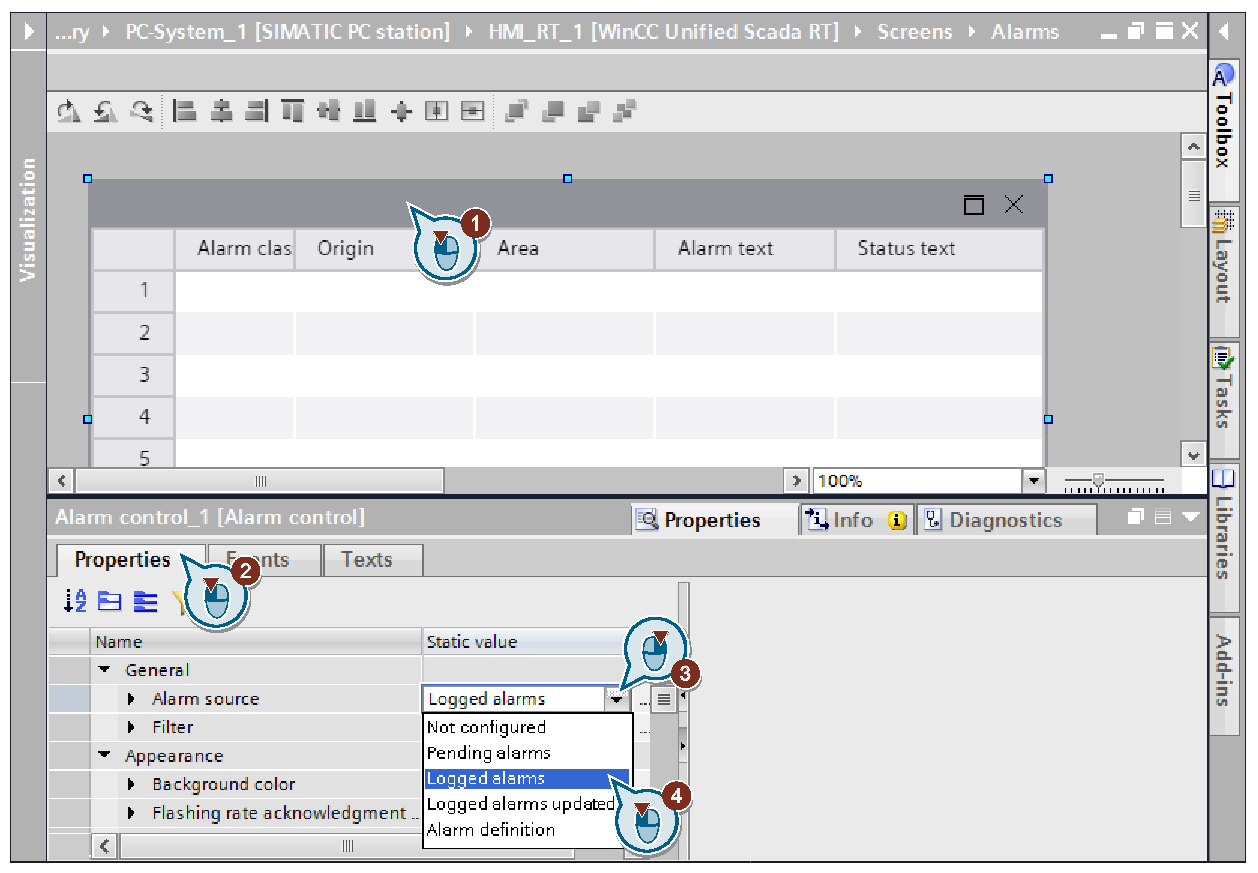 ...ry PC-System_1 [SIMATIC PC station] HMI_RT_1 [WinCC Unified Scada RT] Screens Alarms
Toolbox
Visualization
1
Alarm clas Origin Area Alarm text Status text
1
2
3
4
5
Layout
Tasks
100%
Libraries
Alarm control_1 [Alarm control] Properties Info Diagnostics
Properties Events Texts
2
Name Static value
General
3
Alarm source Logged alarms ...
Filter Not configured ...
Appearance Pending alarms
Background color Logged alarms
4
Flashing rate acknowledgment .. Logged alarms updated
Alarm definition
Add-ins